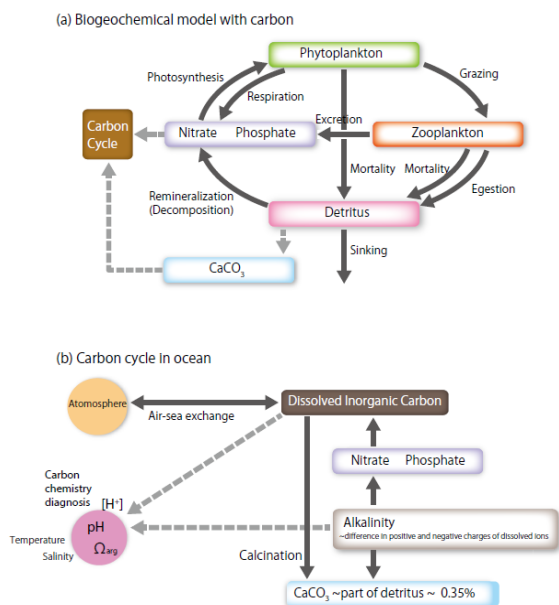 (a) Biogeochemical model with carbon
Phytoplankton
Photosynthesis
Grazing
Respiration
Carbon
Cycle
Nitrate Phosphate
Excretion
Zooplankton
Mortality
Mortality
Egestion
Remineralization
(Decomposition)
Detritus
Sinking
CaCO₃
(b) Carbon cycle in ocean
Atomosphere
Air-sea exchange
Dissolved Inorganic Carbon
Nitrate Phosphate
Carbon
chemistry
diagnosis
[H⁺]
pH
Ωarg
Temperature
Salinity
Alkalinity
~difference in positive and negative charges of dissolved ions
Calcination
CaCO₃ ~part of detritus ~ 0.35%